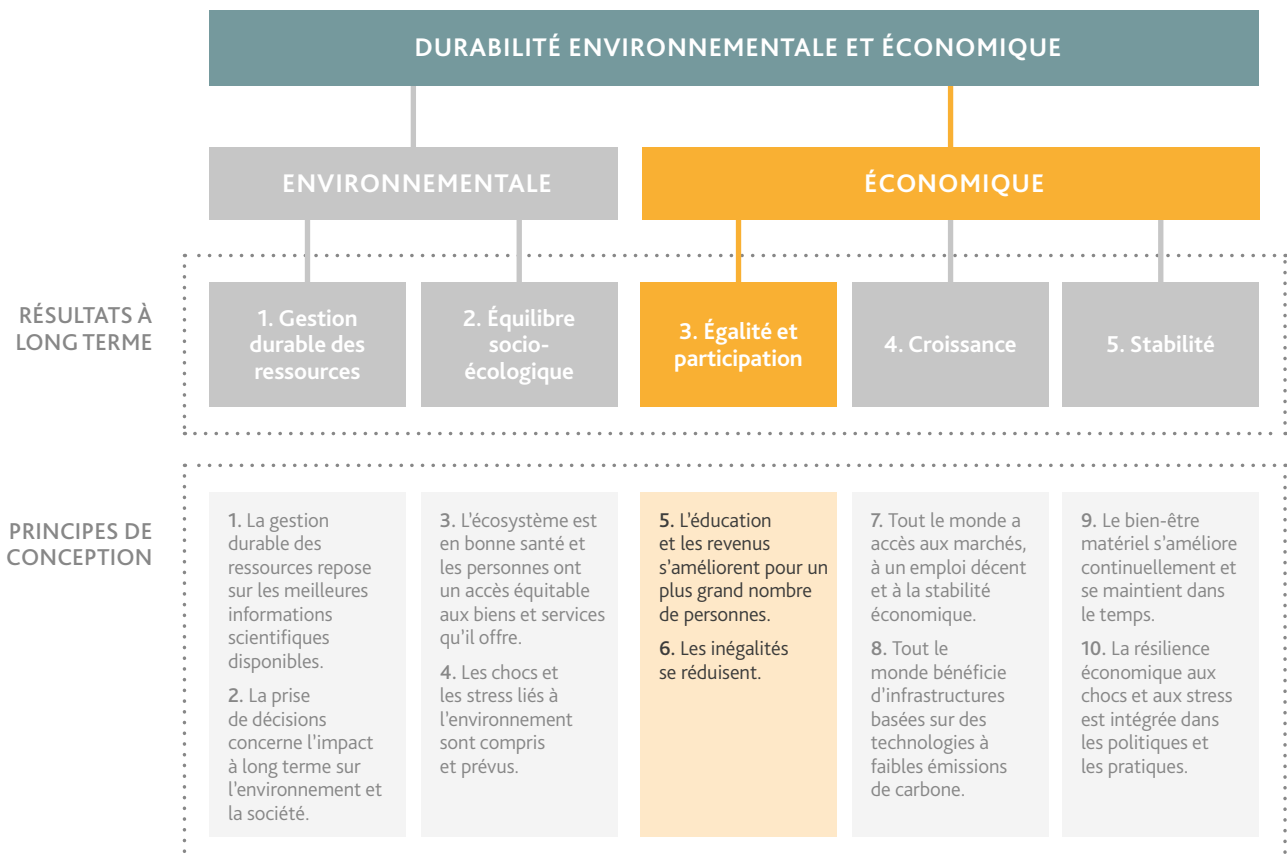 DURABILITÉ ENVIRONNEMENTALE ET ÉCONOMIQUE
ENVIRONNEMENTALE
ÉCONOMIQUE
RÉSULTATS À
LONG TERME
1. Gestion
durable des
ressources
2. Équilibre
socio-
écologique
3. Égalité et
participation
4. Croissance
5. Stabilité
PRINCIPES DE
CONCEPTION
1. La gestion
durable des
ressources repose
sur les meilleures
informations
scientifiques
disponibles.
2. La prise
de décisions
concerne l'impact
à long terme sur
l'environnement et
la société.
3. L'écosystème est
en bonne santé et
les personnes ont
un accès équitable
aux biens et services
qu'il offre.
4. Les chocs et
les stress liés à
l'environnement
sont compris
et prévus.
5. L'éducation
et les revenus
s'améliorent pour un
plus grand nombre
de personnes.
6. Les inégalités
se réduisent.
7. Tout le monde a
accès aux marchés,
à un emploi décent
et à la stabilité
économique.
8. Tout le
monde bénéficie
d'infrastructures
basées sur des
technologies à
faibles émissions
de carbone.
9. Le bien-être
matériel s'améliore
continuellement et
se maintient dans
le temps.
10. La résilience
économique aux
chocs et aux stress
est intégrée dans
les politiques et
les pratiques.